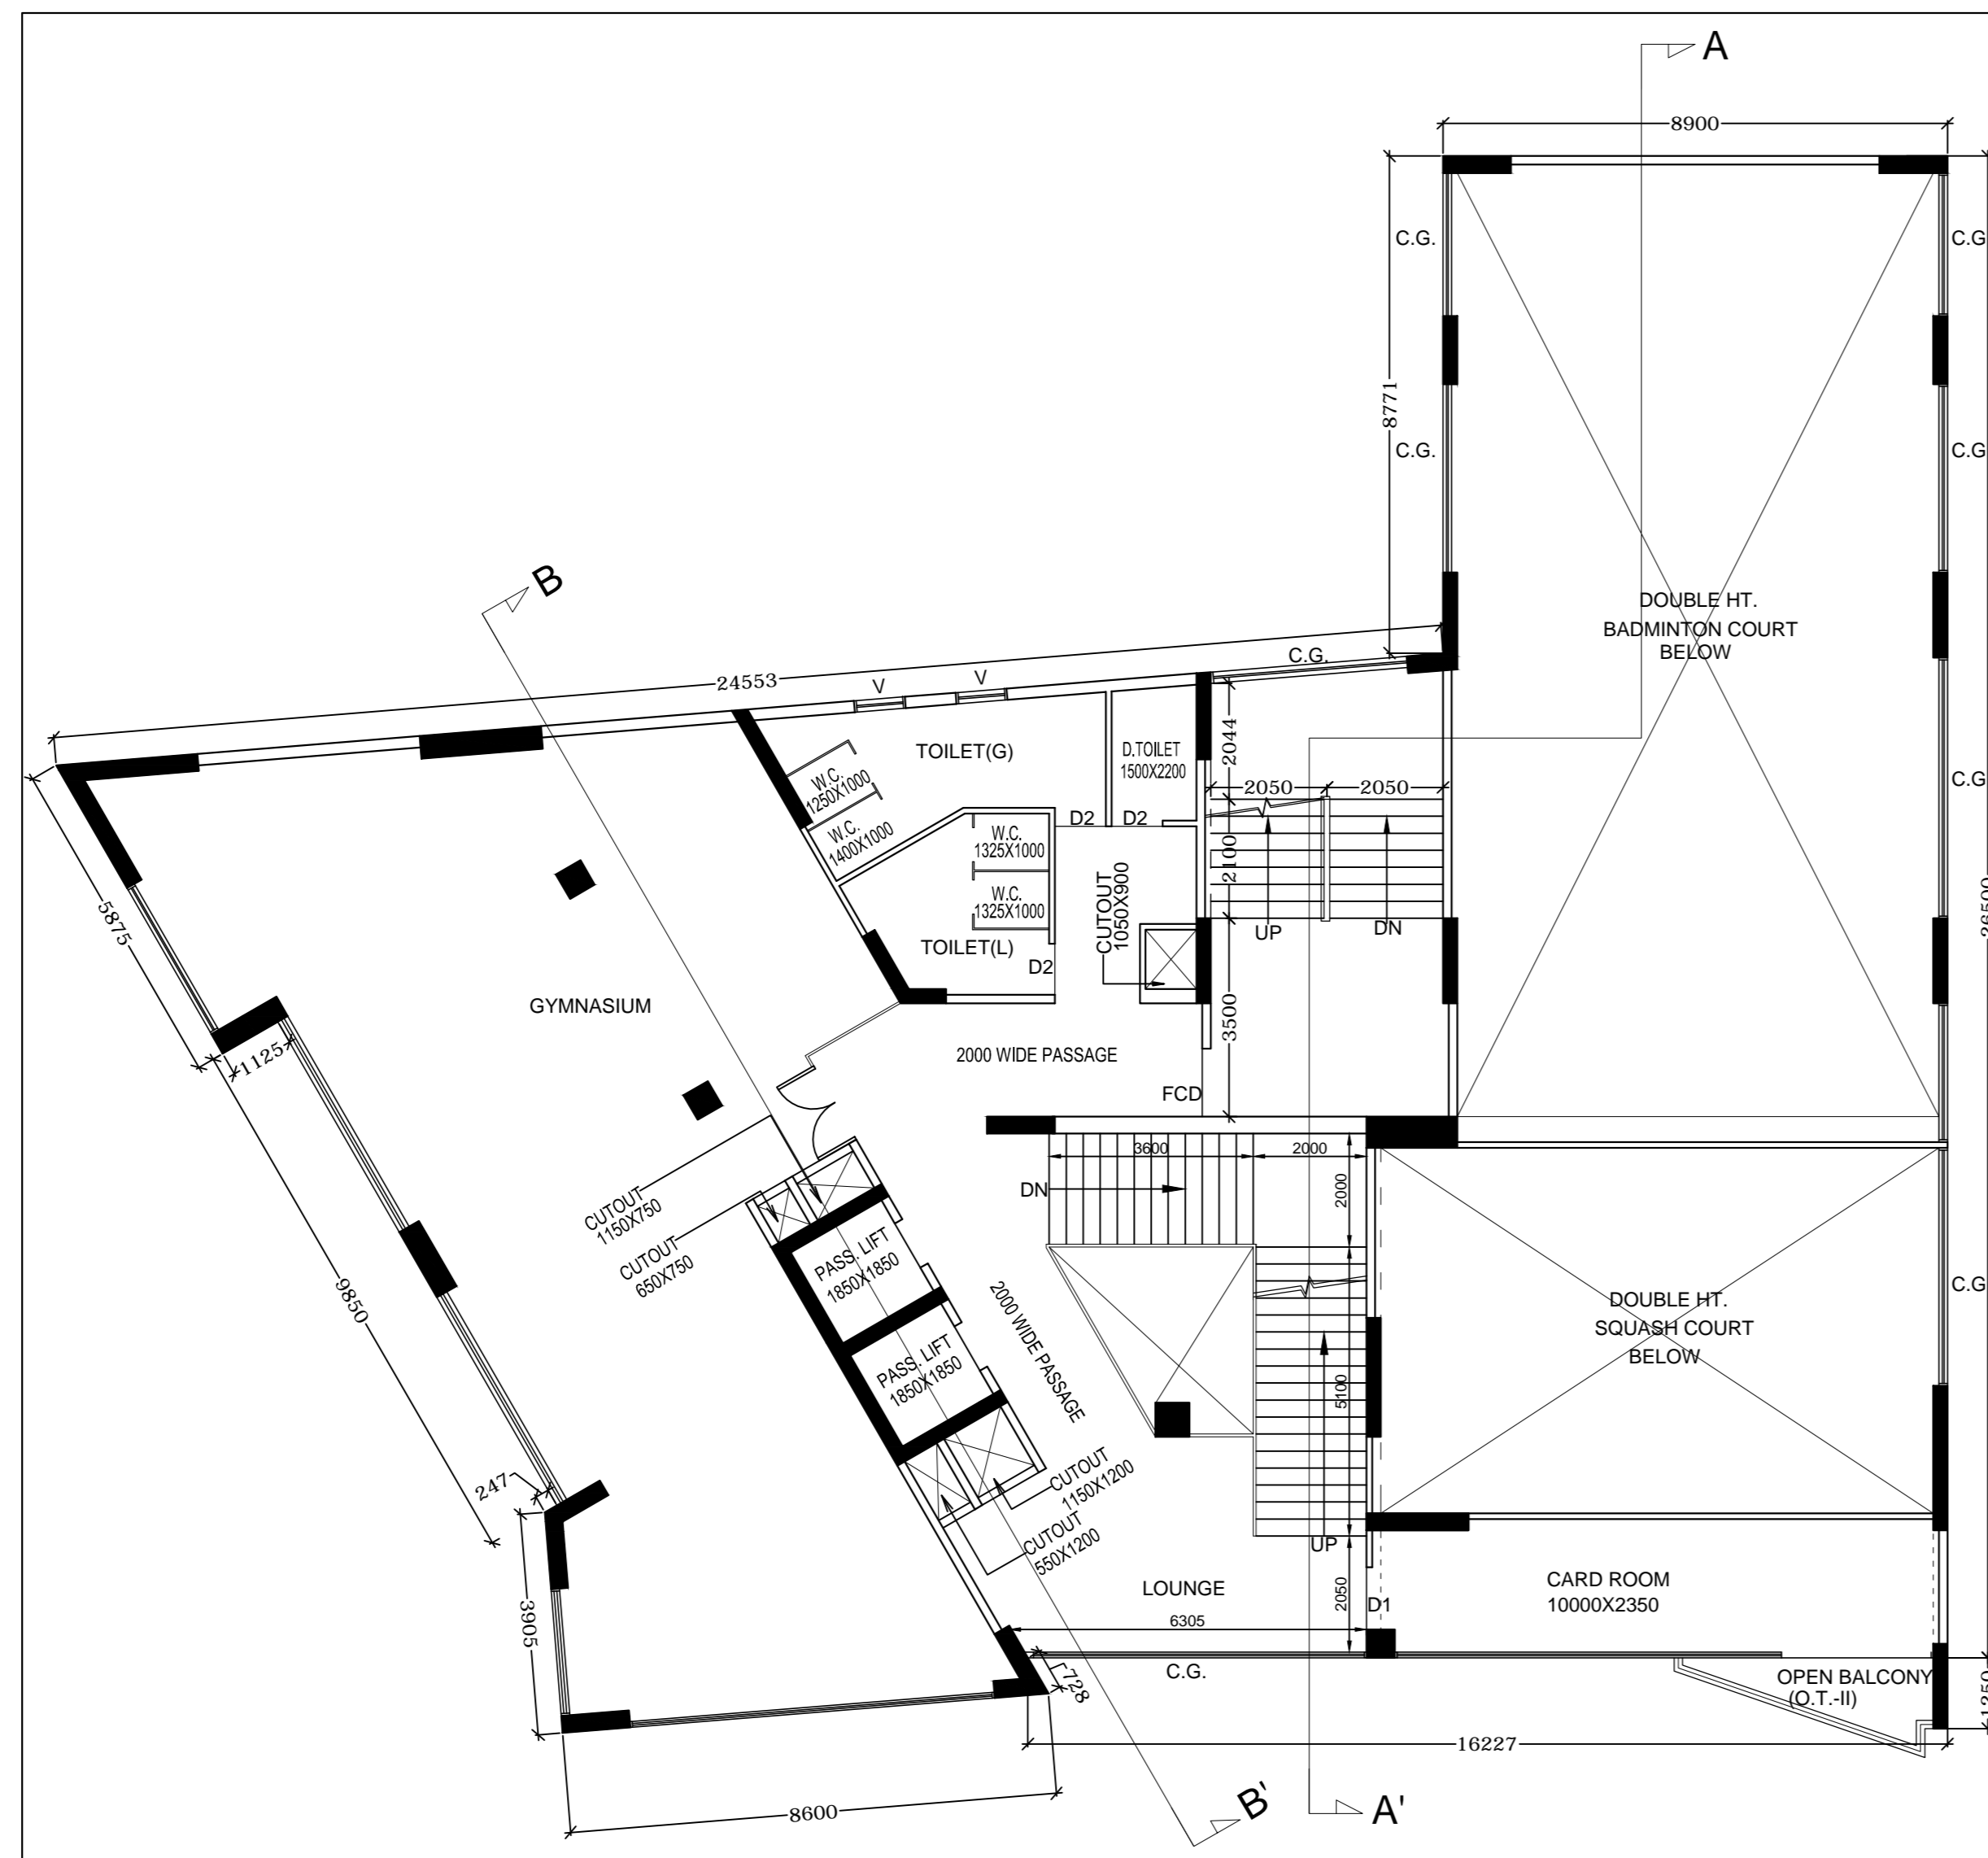 A
8900
C.G.
C.G
8771
C.G.
C.G
DOUBLE HT.
BADMINTON COURT
BELOW
B
C.G.
24553
V
V
C.G
TOILET(G)
D.TOILET
1500X2200
2044
2050
2050
W.C.
1250X1000
W.C.
1400X1000
D2
D2
W.C.
1325X1000
2100
W.C.
1325X1000
CUTOUT
1050X900
UP
DN
5875
TOILET(L)
D2
26500
GYMNASIUM
3500
1125
2000 WIDE PASSAGE
FCD
3600
2000
DN
2000
CUTOUT
1150X750
CUTOUT
650X750
PASS. LIFT
1850X1850
PASS. LIFT
1850X1850
2000 WIDE PASSAGE
9850
DOUBLE HT.
SQUASH COURT
BELOW
C.G
5100
247
CUTOUT
1150X1200
CUTOUT
550X1200
UP
3905
LOUNGE
6305
2050
D1
CARD ROOM
10000X2350
C.G.
728
OPEN BALCONY
(O.T.-II)
1250
16227
8600
B'
A'